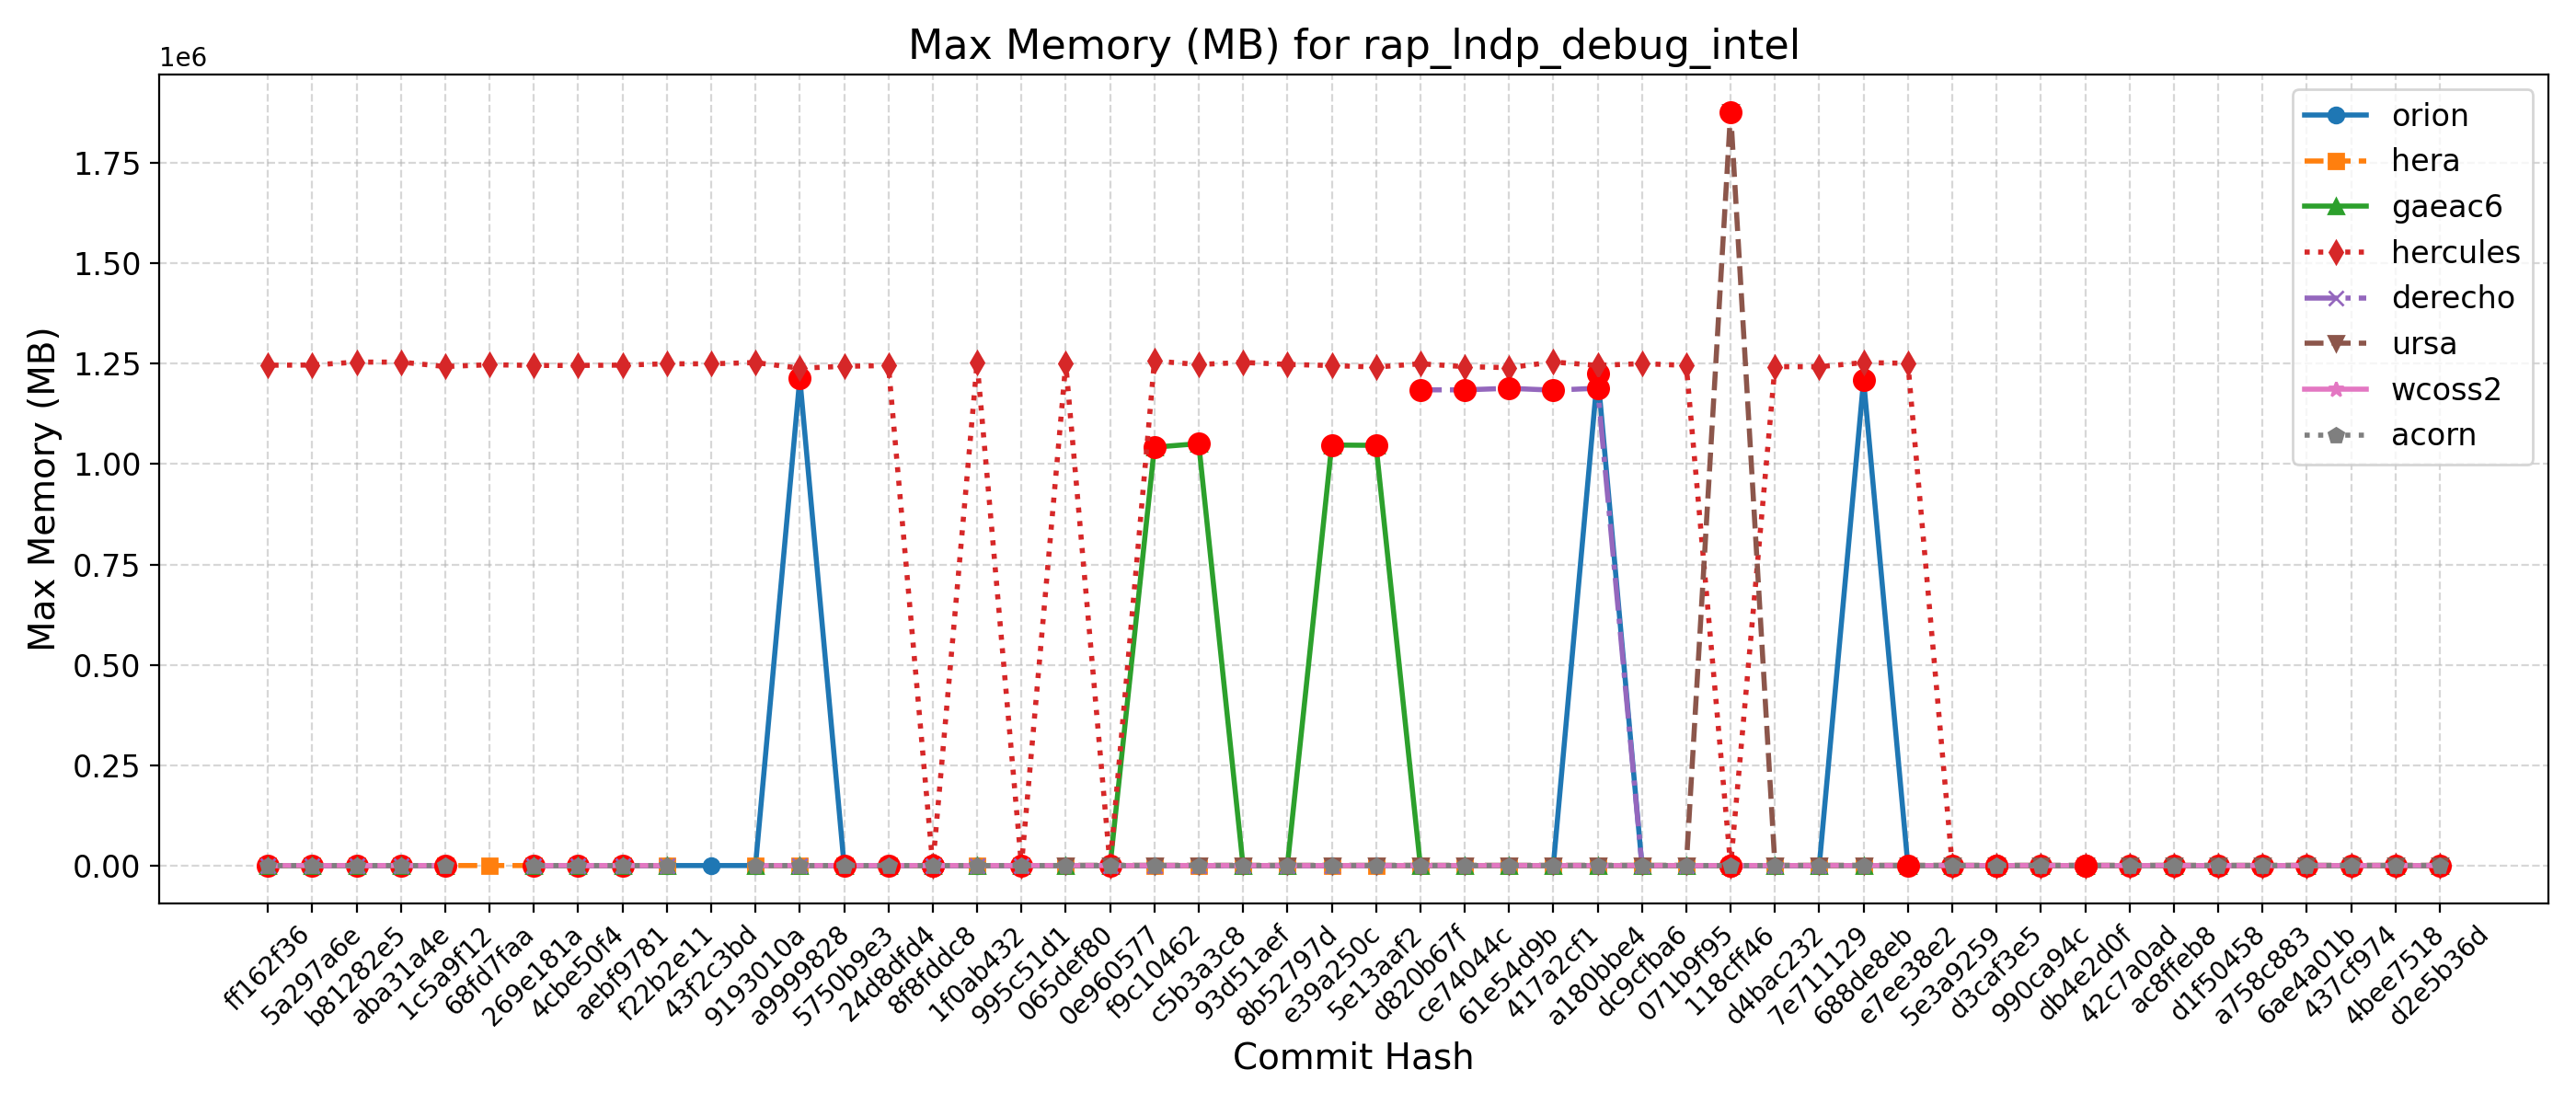 Max Memory (MB) for rap_lndp_debug_intel
1e6
1.75
1.50
1.25
1.00
0.75
0.50
0.25
0.00
Max Memory (MB)
orion
hera
gaeac6
hercules
derecho
ursa
wcoss2
acorn
ff162f36
5a297a6e
b81282e5
aba31a4e
1c5a9f12
68fd7faa
269e181a
4cbe50f4
aebf9781
f22b2e11
43f2c3bd
9193010a
a9999828
5750b9e3
24d8dfd4
8f8fddc8
1f0ab432
995c51d1
065def80
0e960577
f9c10462
c5b3a3c8
93d51aef
8b52797d
e39a250c
5e13aaf2
d820b67f
ce74044c
61e54d9b
417a2cf1
a180bbe4
dc9cfba6
071b9f95
118cff46
d4bac232
7e711129
688de8eb
e7ee38e2
5e3a9259
d3caf3e5
990ca94c
db4e2d0f
42c7a0ad
ac8ffeb8
d1f50458
a758c883
6ae4a01b
437cf974
4bee7518
d2e5b36d
Commit Hash